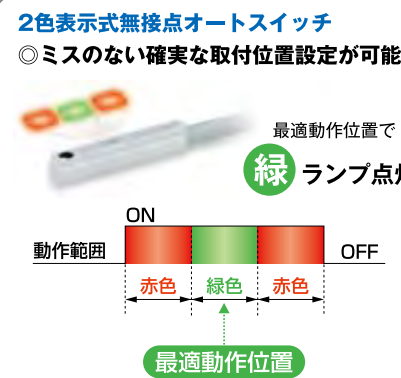 2色表示式無接点オートスイッチ
◎ミスのない確実な取付位置設定が可能
最適動作位置で
緑 ランプ点
ON
動作範囲
OFF
赤色 緑色 赤色
最適動作位置